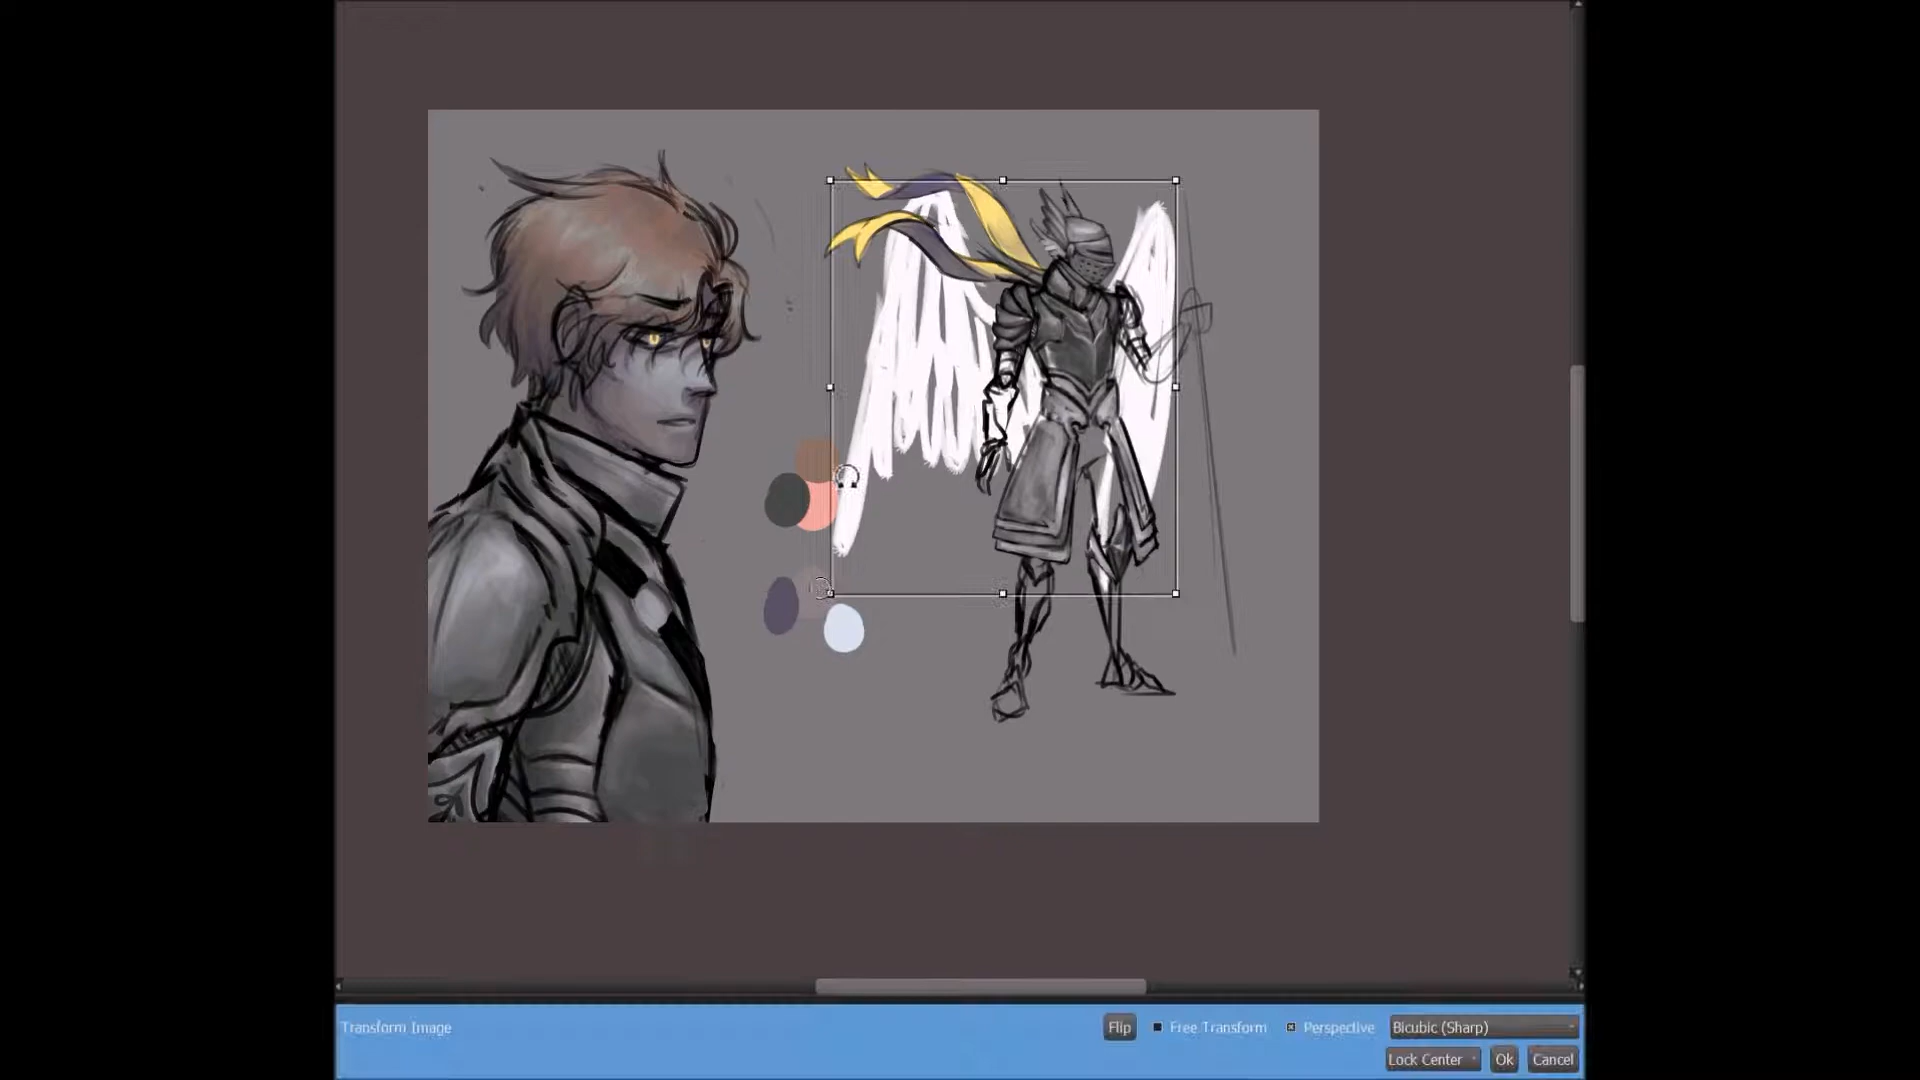 Transform Image
Flip
Free Transform
Perspective
Bicubic (Sharp)
Lock Center
Ok
Cancel